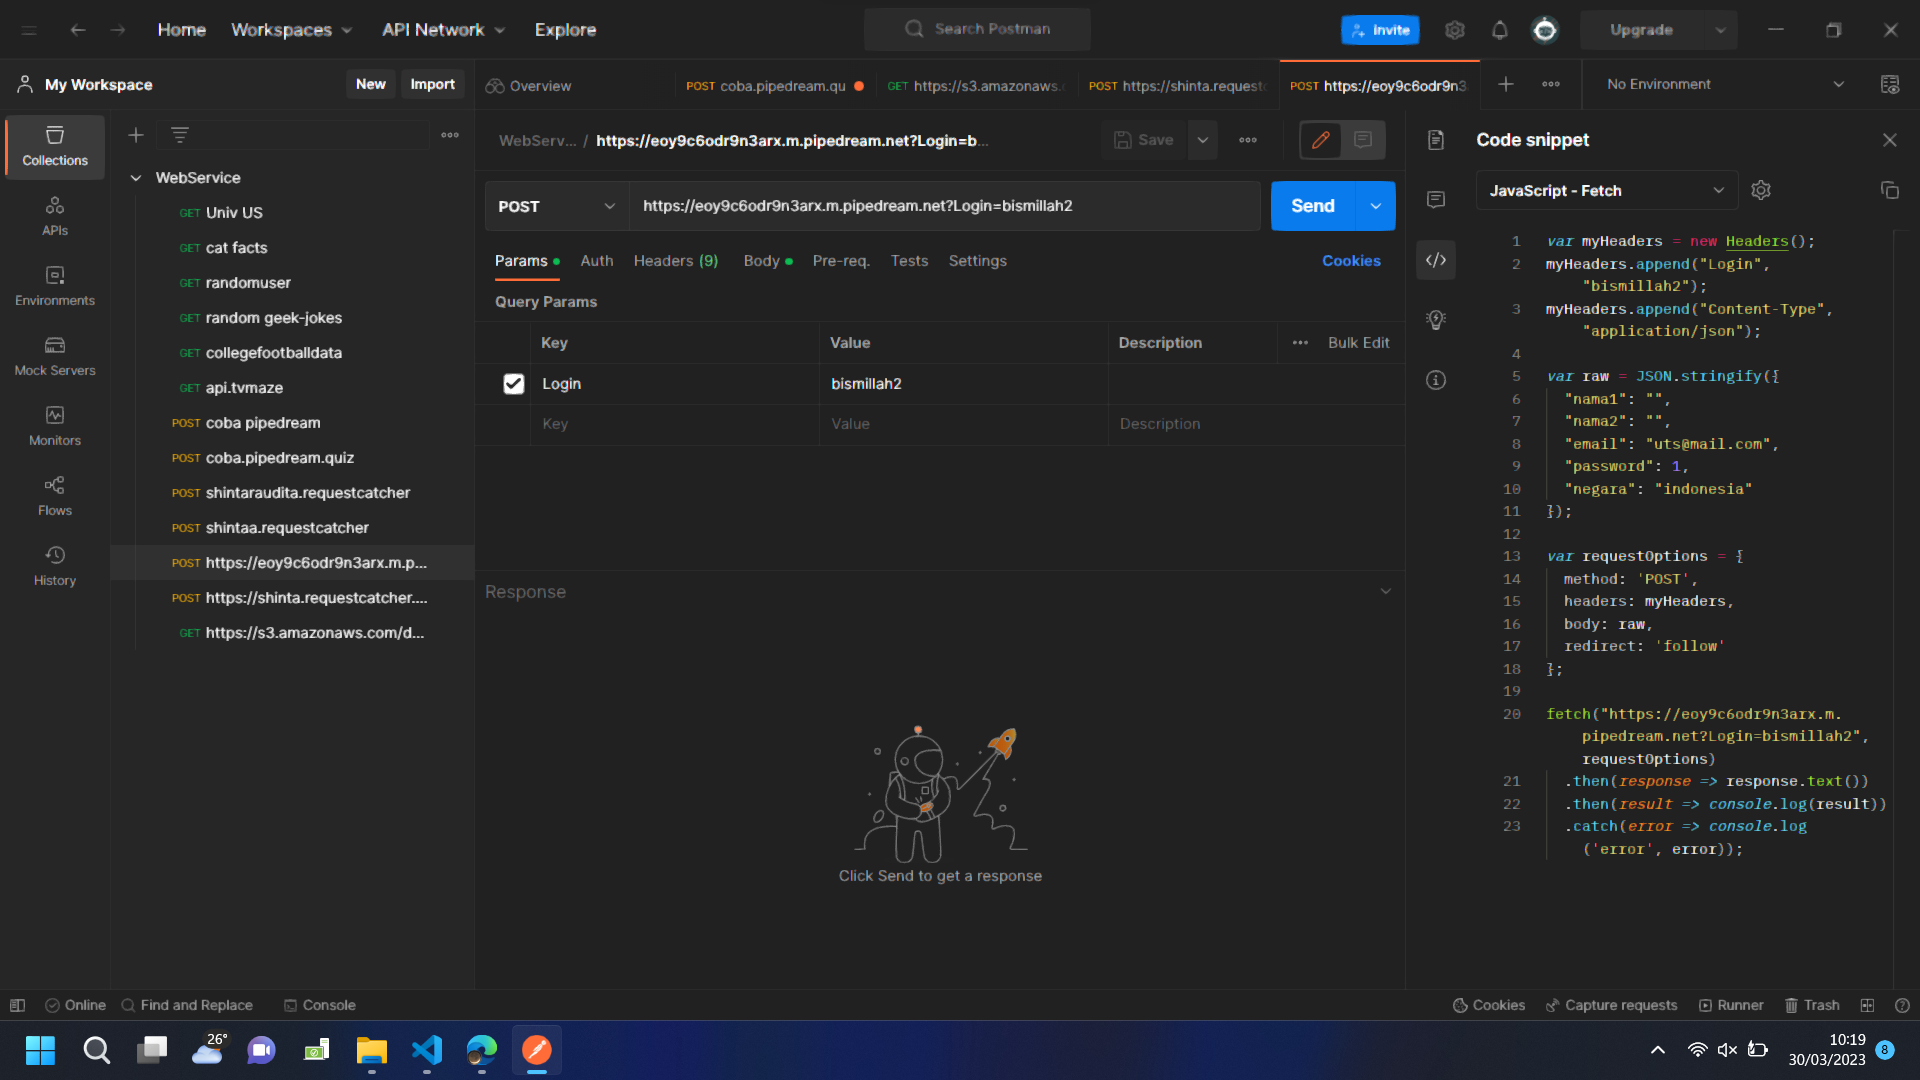 Home Workspaces API Network Explore
Search Postman
Invite
Upgrade
My Workspace New Import
Overview
POST coba.pipedream.qu
GET https://s3.amazonaws.
POST https://shinta.request
POST https://eoy9c6odr9n3
No Environment
Collections
APIs
Environments
Mock Servers
Monitors
Flows
History
WebService
GET Univ US
GET cat facts
GET randomuser
GET random geek-jokes
GET collegefootballdata
GET api.tvmaze
POST coba pipedream
POST coba.pipedream.quiz
POST shintaraudita.requestcatcher
POST shintaa.requestcatcher
POST https://eoy9c6odr9n3arx.m.p...
POST https://shinta.requestcatcher....
GET https://s3.amazonaws.com/d...
WebServ... / https://eoy9c6odr9n3arx.m.pipedream.net?Login=b...
Save
POST https://eoy9c6odr9n3arx.m.pipedream.net?Login=bismillah2
Send
Params Auth Headers (9) Body Pre-req. Tests Settings
Cookies
Query Params
Key Value Description Bulk Edit
Login bismillah2
Key Value Description
Response
Click Send to get a response
Code snippet
JavaScript - Fetch
1 var myHeaders = new Headers();
2 myHeaders.append("Login",
"bismillah2");
3 myHeaders.append("Content-Type",
"application/json");
4
5 var raw = JSON.stringify({
6 "nama1": "",
7 "nama2": "",
8 "email": "uts@mail.com",
9 "password": 1,
10 "negara": "indonesia"
11 });
12
13 var requestOptions = {
14 method: 'POST',
15 headers: myHeaders,
16 body: raw,
17 redirect: 'follow'
18 };
19
20 fetch("https://eoy9c6odr9n3arx.m.
pipedream.net?Login=bismillah2",
requestOptions)
21 .then(response => response.text())
22 .then(result => console.log(result))
23 .catch(error => console.log
('error', error));
Online Find and Replace Console
Cookies Capture requests Runner Trash
26°
10:19
30/03/2023
8